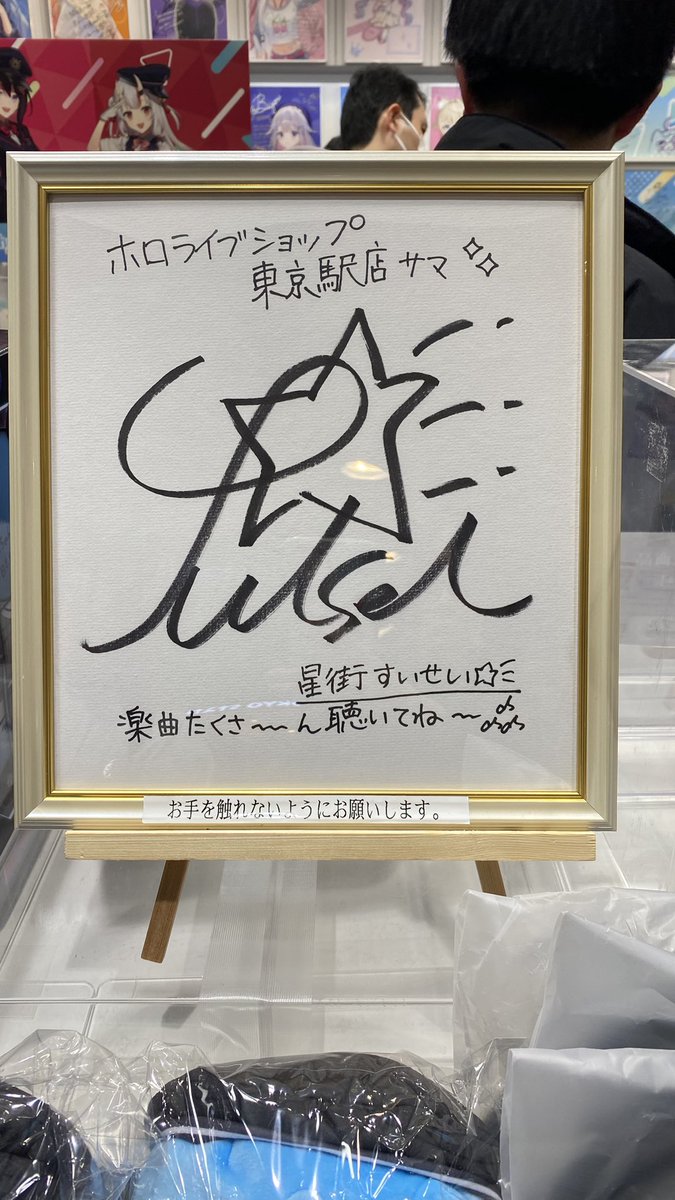 ホロライブショップ
東京駅店サマ
Suisei
星街すいせい☆彡
楽曲たくさ〜〜ん聴いてね〜♫
お手を触れないようにお願いします。